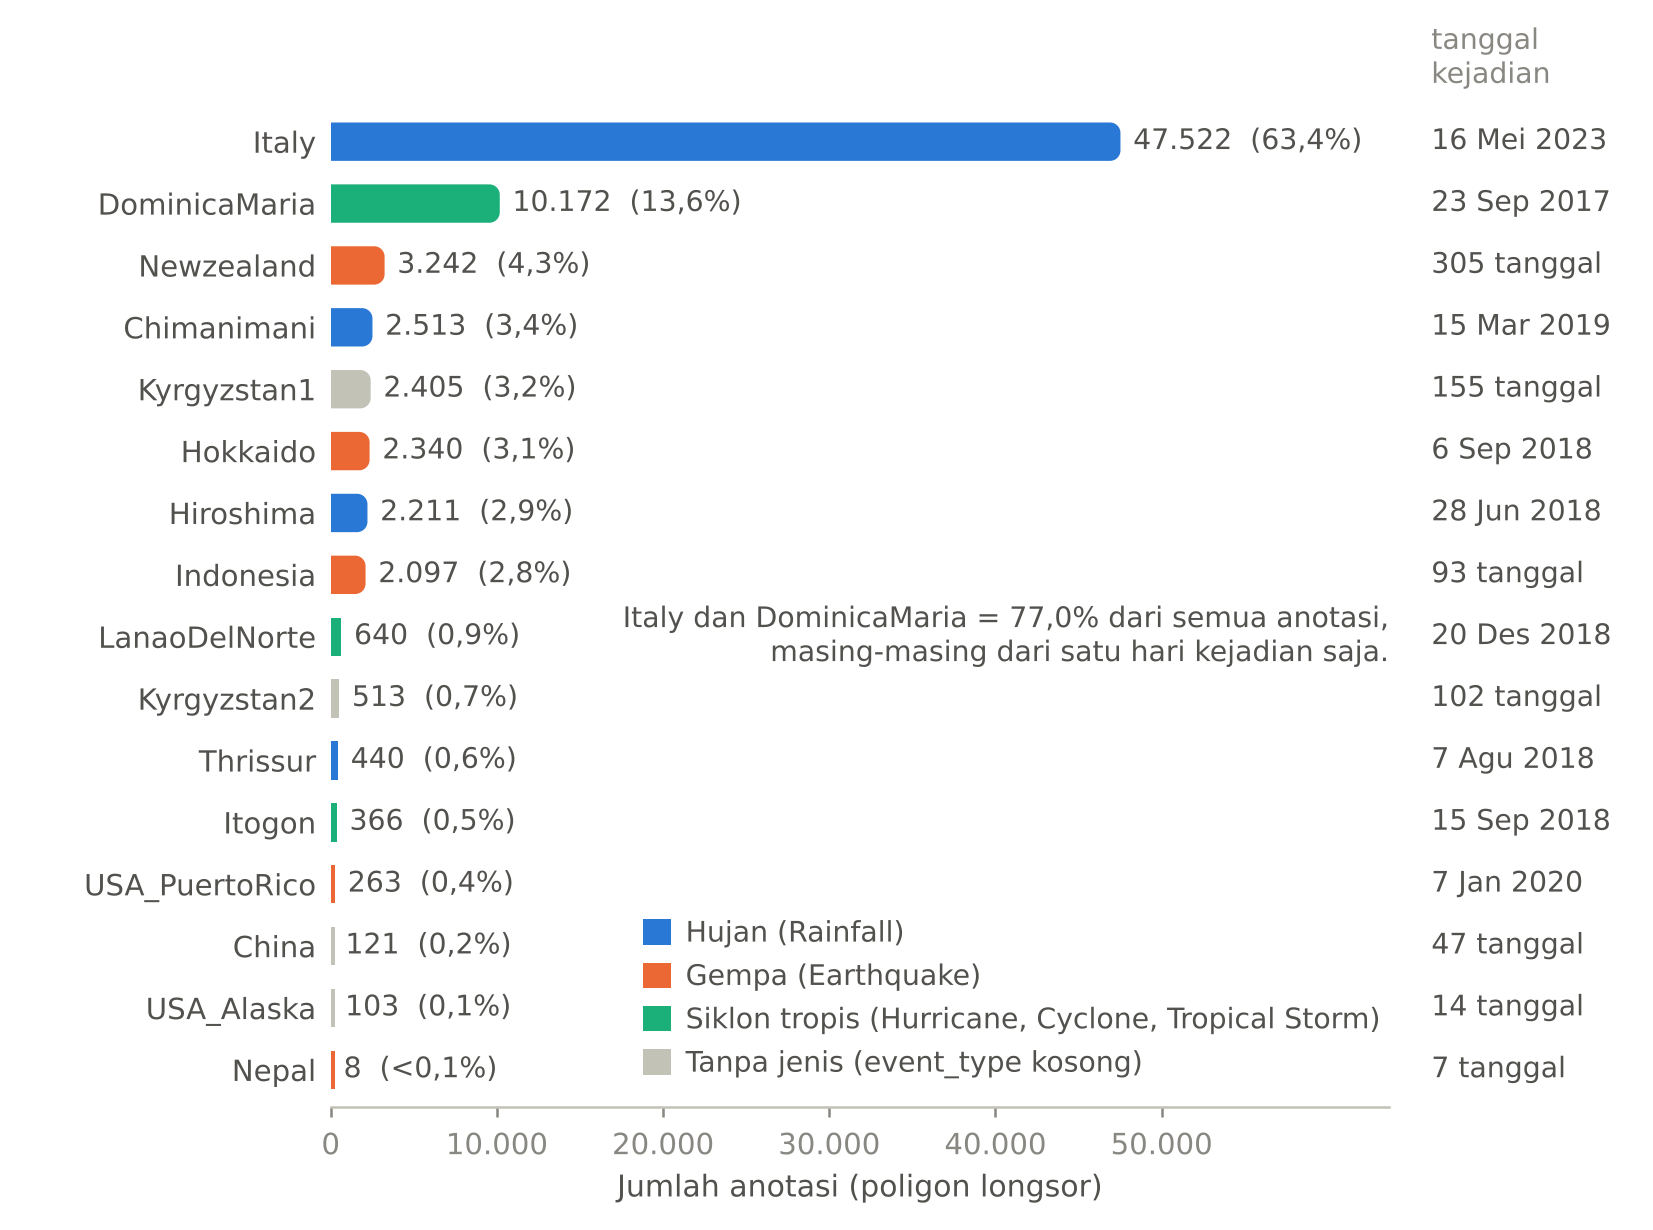 tanggal
kejadian
Italy 47.522 (63,4%) 16 Mei 2023
DominicaMaria 10.172 (13,6%) 23 Sep 2017
Newzealand 3.242 (4,3%) 305 tanggal
Chimanimani 2.513 (3,4%) 15 Mar 2019
Kyrgyzstan1 2.405 (3,2%) 155 tanggal
Hokkaido 2.340 (3,1%) 6 Sep 2018
Hiroshima 2.211 (2,9%) 28 Jun 2018
Indonesia 2.097 (2,8%) 93 tanggal
Italy dan DominicaMaria = 77,0% dari semua anotasi,
masing-masing dari satu hari kejadian saja.
LanaoDelNorte 640 (0,9%) 20 Des 2018
Kyrgyzstan2 513 (0,7%) 102 tanggal
Thrissur 440 (0,6%) 7 Agu 2018
Itogon 366 (0,5%) 15 Sep 2018
USA_PuertoRico 263 (0,4%) 7 Jan 2020
China 121 (0,2%) 47 tanggal
USA_Alaska 103 (0,1%) 14 tanggal
Nepal 8 (<0,1%) 7 tanggal
Hujan (Rainfall)
Gempa (Earthquake)
Siklon tropis (Hurricane, Cyclone, Tropical Storm)
Tanpa jenis (event_type kosong)
0 10.000 20.000 30.000 40.000 50.000
Jumlah anotasi (poligon longsor)